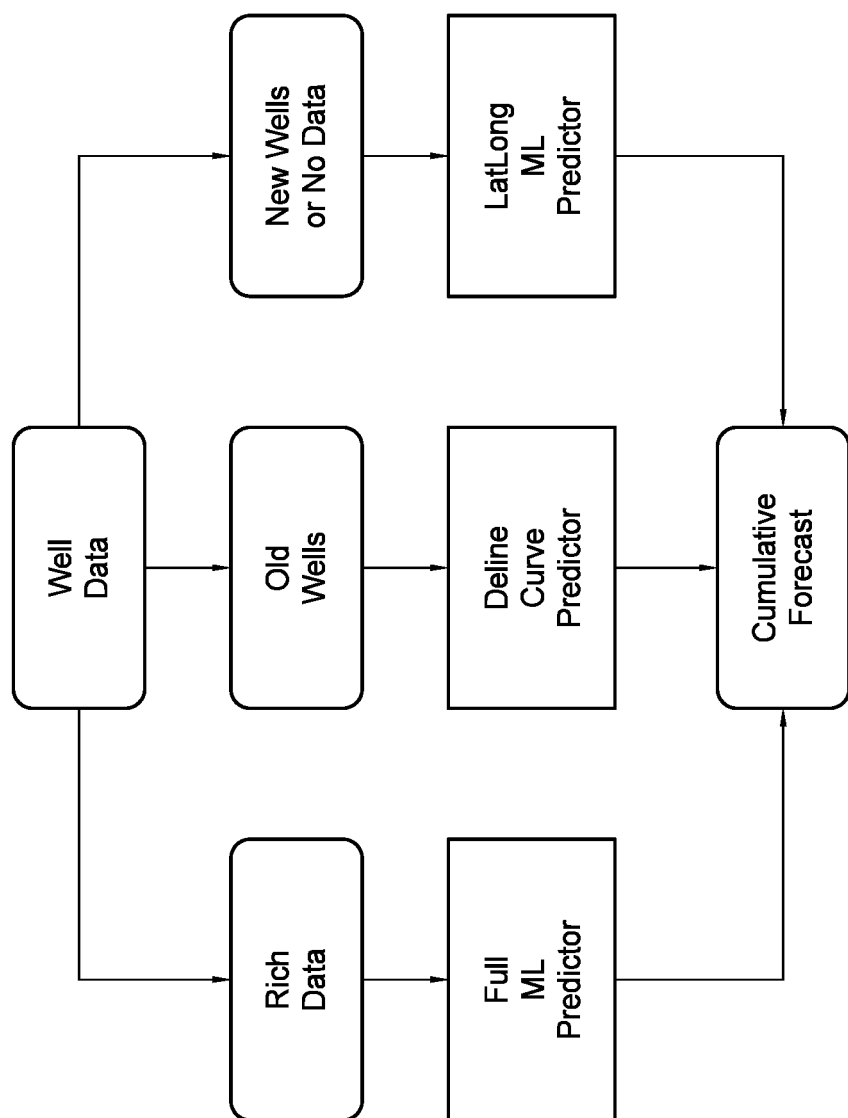 Well
Data
Rich
Data
Old
Wells
New Wells
or No Data
Full
ML
Predictor
Deline
Curve
Predictor
LatLong
ML
Predictor
Cumulative
Forecast